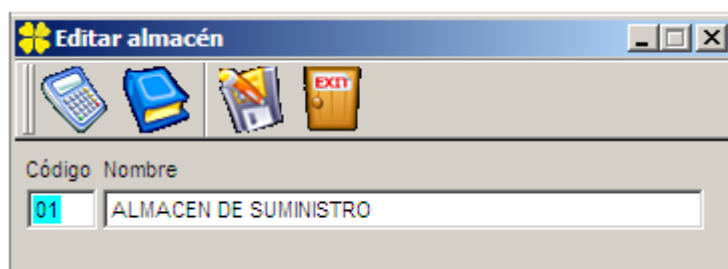 Editar almacén
EXIT
Código Nombre
01 ALMACEN DE SUMINISTRO